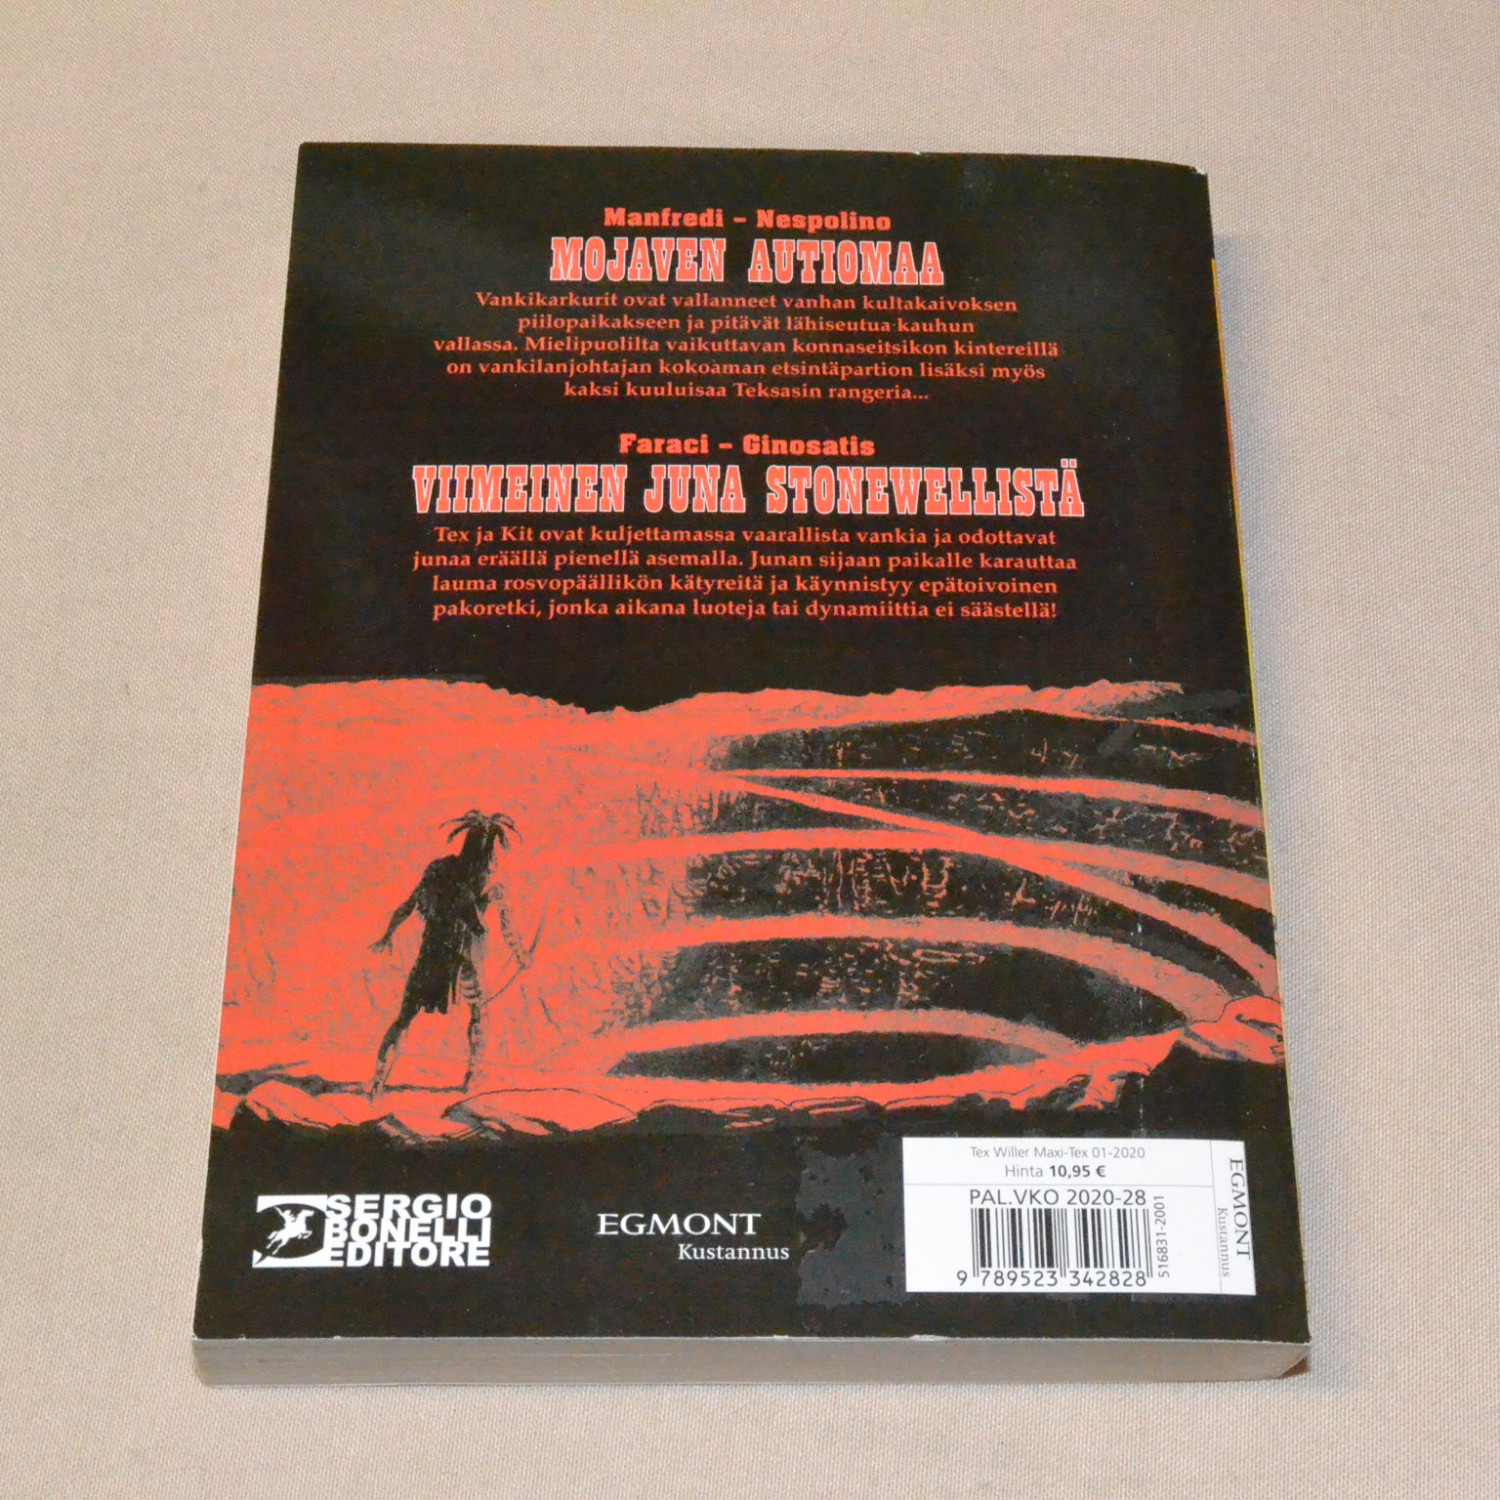 Manfredi – Nespolino
MOJAVEN AUTIOMAA
Vankikarkurit ovat vallanneet vanhan kultakaivoksen
piilopaikakseen ja pitävät lähiseutua kauhun
vallassa. Mielipuolilta vaikuttavan konnaseitsikon kintereillä
on vankilanjohtajan kokoaman etsintäpartion lisäksi myös
kaksi kuuluisaa Teksasin rangeria...
Faraci – Ginosatis
VIIMEINEN JUNA STONEWELLISTÄ
Tex ja Kit ovat kuljettamassa vaarallista vankia ja odottavat
junaa eräällä pienellä asemalla. Junan sijaan paikalle karauttaa
lauma rosvopäällikön kätyreitä ja käynnistyy epätoivoinen
pakoretki, jonka aikana luoteja tai dynamiittia ei säästellä!
SERGIO
BONELLI
EDITORE
EGMONT
Kustannus
Tex Willer Maxi-Tex 01-2020
Hinta 10,95 €
PAL.VKO 2020-28
9 789523 342828
516831-2001
EGMONT
Kustannus